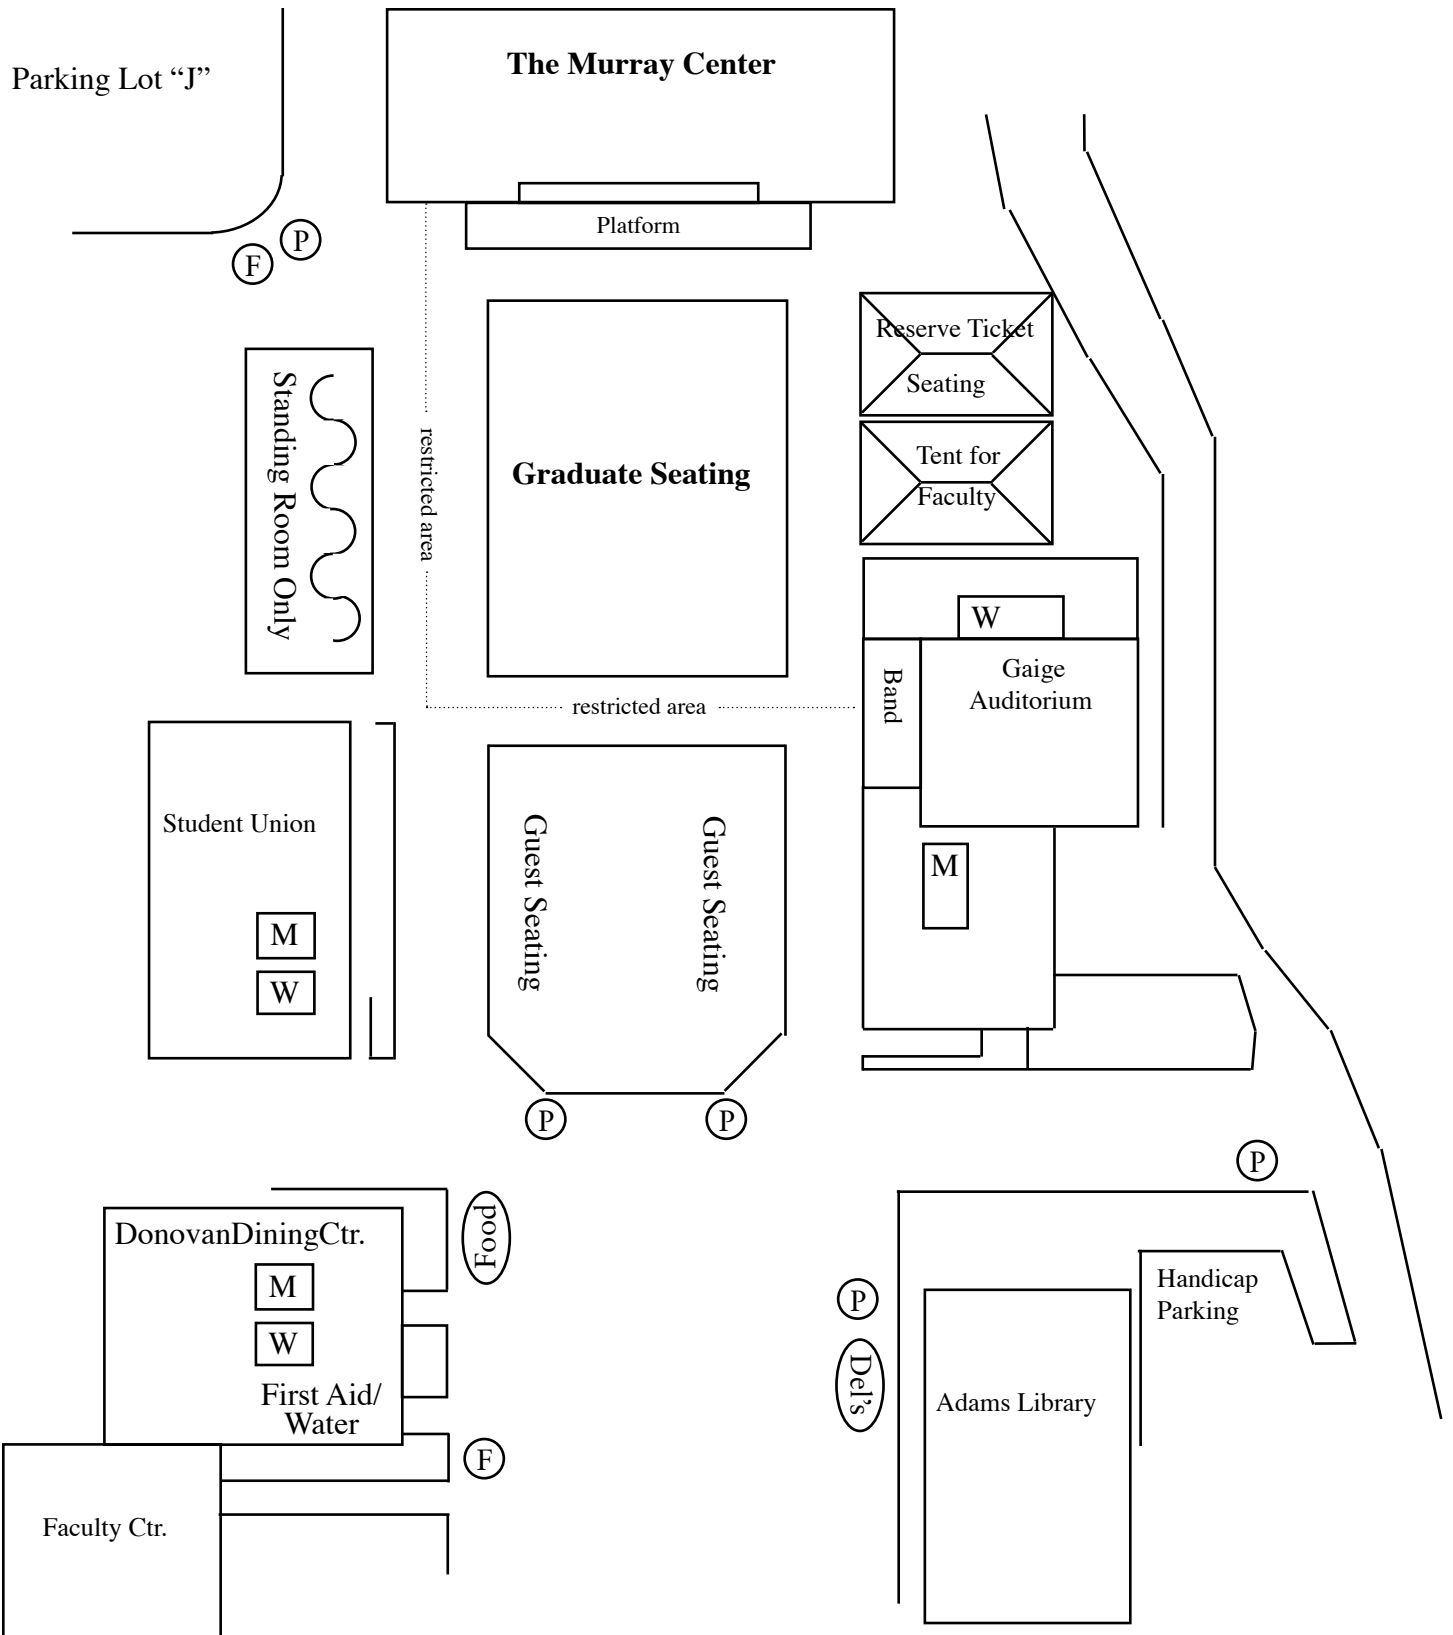 The Murray Center
Parking Lot “J”
Platform
P
F
Reserve Ticket
Seating
Standing Room Only
restricted area
Graduate Seating
Tent for
Faculty
W
Gaige
Auditorium
Band
restricted area
Student Union
Guest Seating
Guest Seating
M
M
W
P
P
P
DonovanDiningCtr.
Food
M
W
First Aid/
Water
Handicap
Parking
P
Del’s
Adams Library
F
Faculty Ctr.